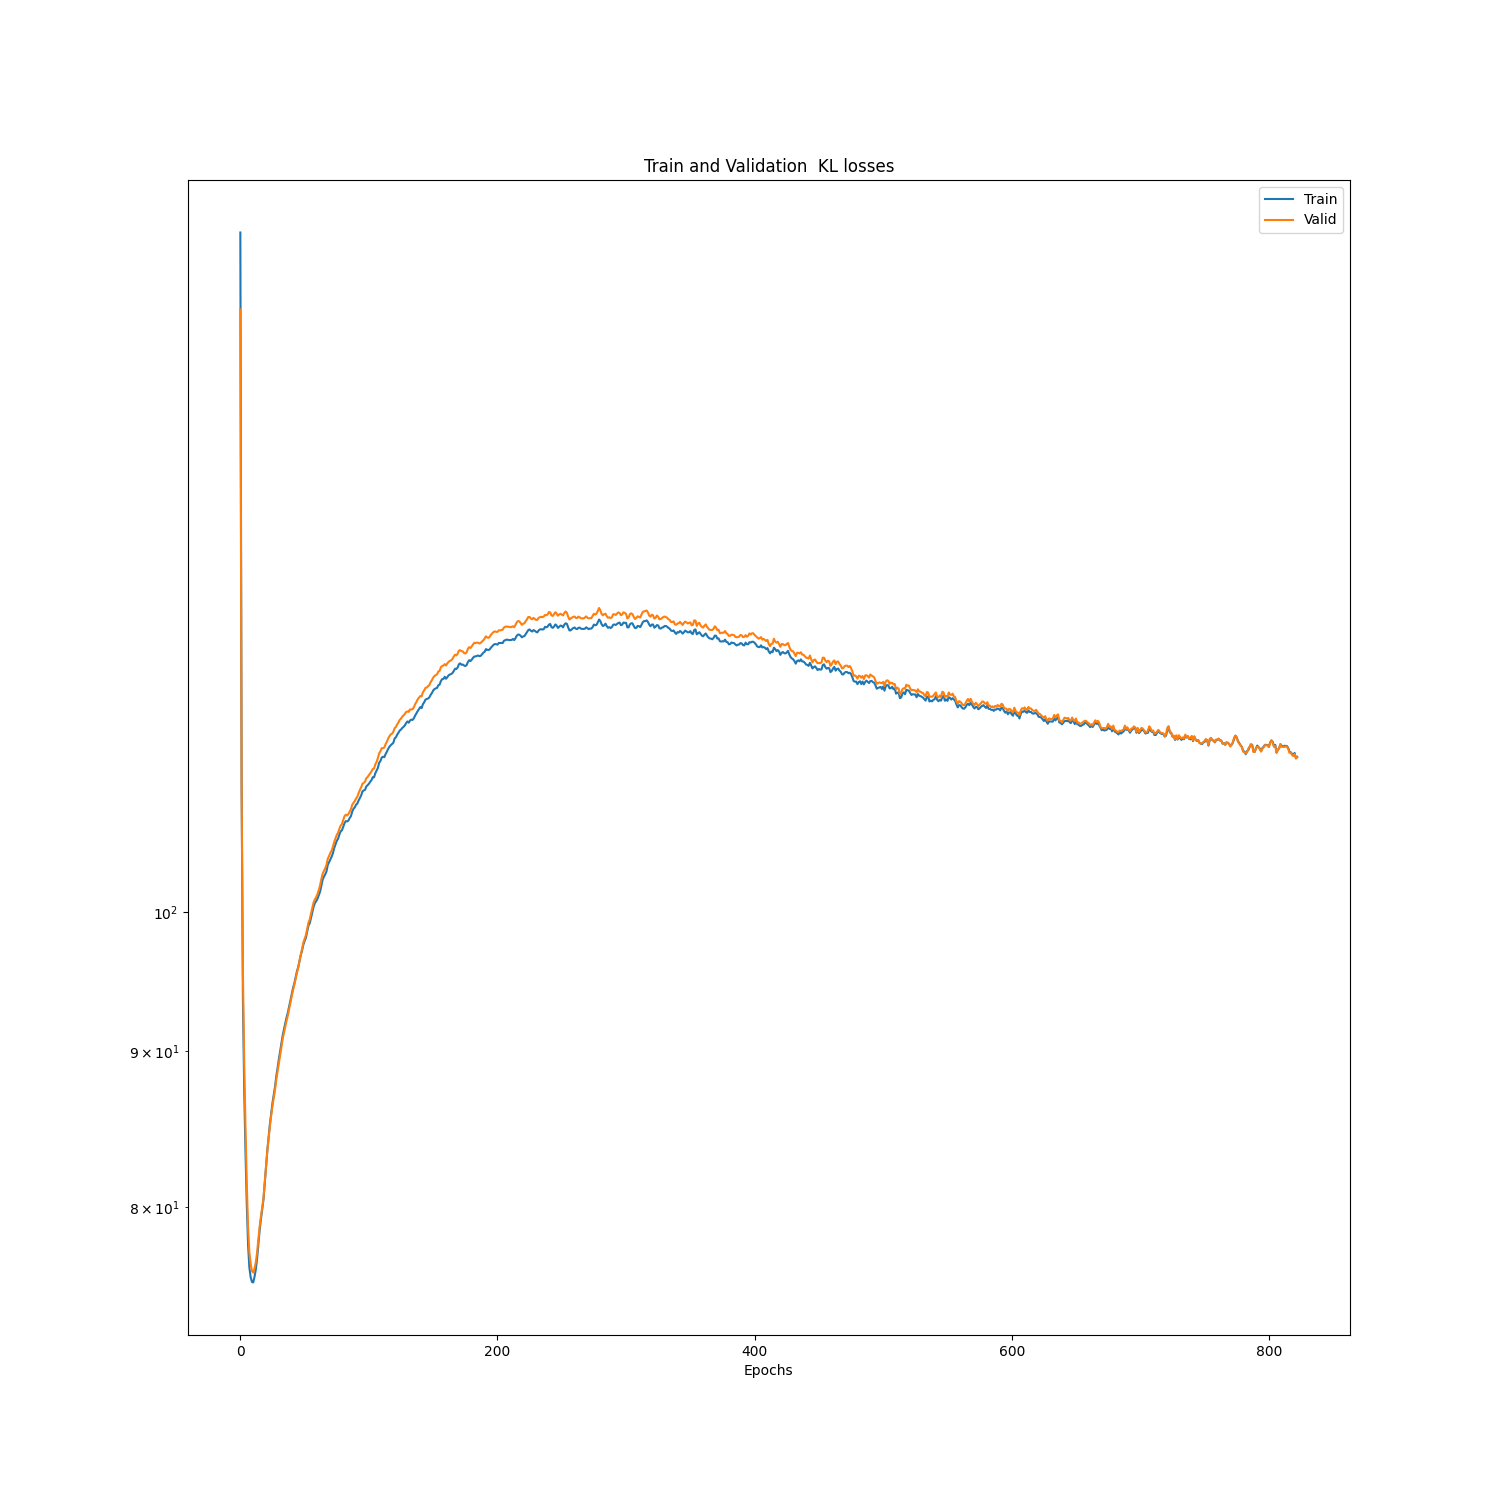 Train and Validation  KL losses
Train
Valid
10²
9 × 10¹
8 × 10¹
0 200 400 600 800
Epochs